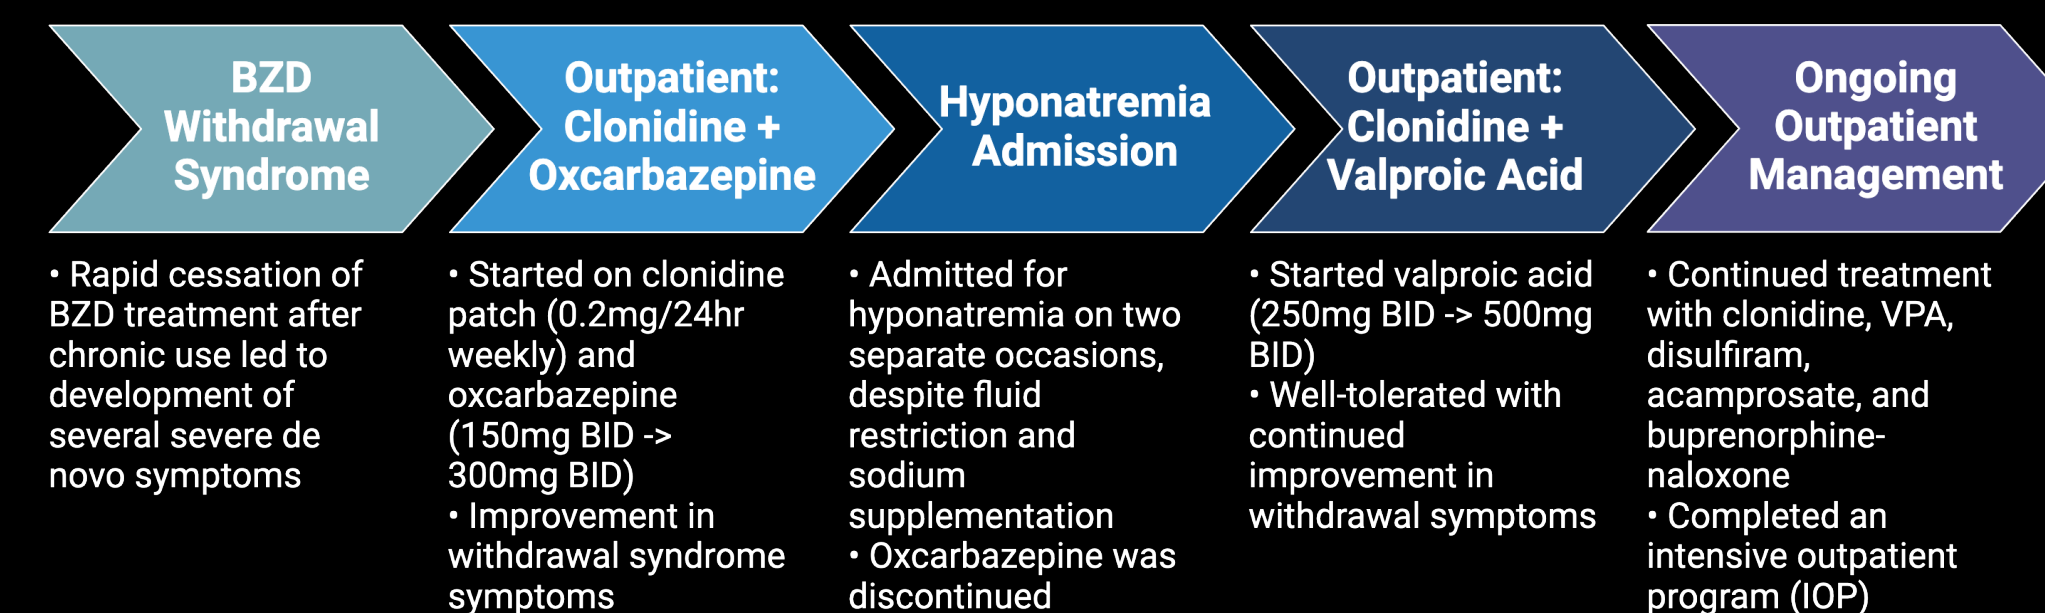 BZD
Withdrawal
Syndrome
Outpatient:
Clonidine +
Oxcarbazepine
Hyponatremia
Admission
Outpatient:
Clonidine +
Valproic Acid
Ongoing
Outpatient
Management
• Rapid cessation of
BZD treatment after
chronic use led to
development of
several severe de
novo symptoms
• Started on clonidine
patch (0.2mg/24hr
weekly) and
oxcarbazepine
(150mg BID ->
300mg BID)
• Improvement in
withdrawal syndrome
symptoms
• Admitted for
hyponatremia on two
separate occasions,
despite fluid
restriction and
sodium
supplementation
• Oxcarbazepine was
discontinued
• Started valproic acid
(250mg BID -> 500mg
BID)
• Well-tolerated with
continued
improvement in
withdrawal symptoms
• Continued treatment
with clonidine, VPA,
disulfiram,
acamprosate, and
buprenorphine-
naloxone
• Completed an
intensive outpatient
program (IOP)